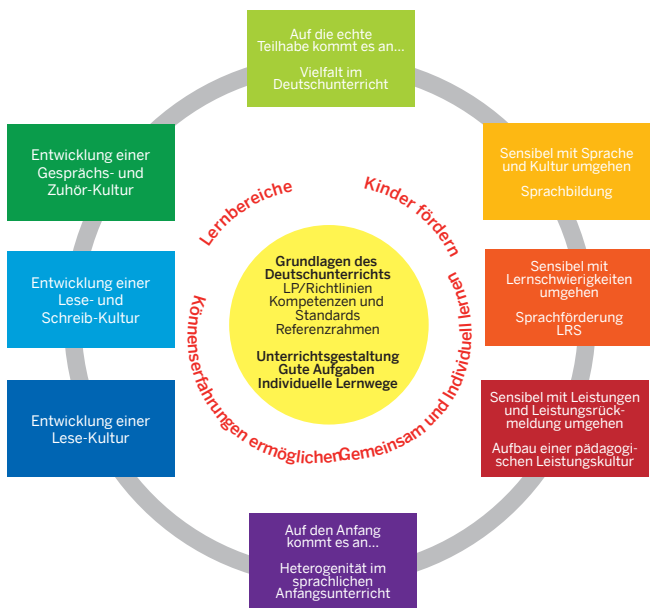 Auf die echte
Teilhabe kommt es an...
Vielfalt im
Deutschunterricht
Entwicklung einer
Gesprächs- und
Zuhör-Kultur
Sensibel mit Sprache
und Kultur umgehen
Sprachbildung
Lernbereiche
Kinder fördern
Grundlagen des
Deutschunterrichts
LP/Richtlinien
Kompetenzen und
Standards
Referenzrahmen
Unterrichtsgestaltung
Gute Aufgaben
Individuelle Lernwege
Könnenserfahrungen ermöglichen
Gemeinsam und Individuell lernen
Entwicklung einer
Lese- und
Schreib-Kultur
Sensibel mit
Lernschwierigkeiten
umgehen
Sprachförderung
LRS
Entwicklung einer
Lese-Kultur
Sensibel mit Leistungen
und Leistungsrück-
meldung umgehen
Aufbau einer pädagogi-
schen Leistungskultur
Auf den Anfang
kommt es an...
Heterogenität im
sprachlichen
Anfangsunterricht